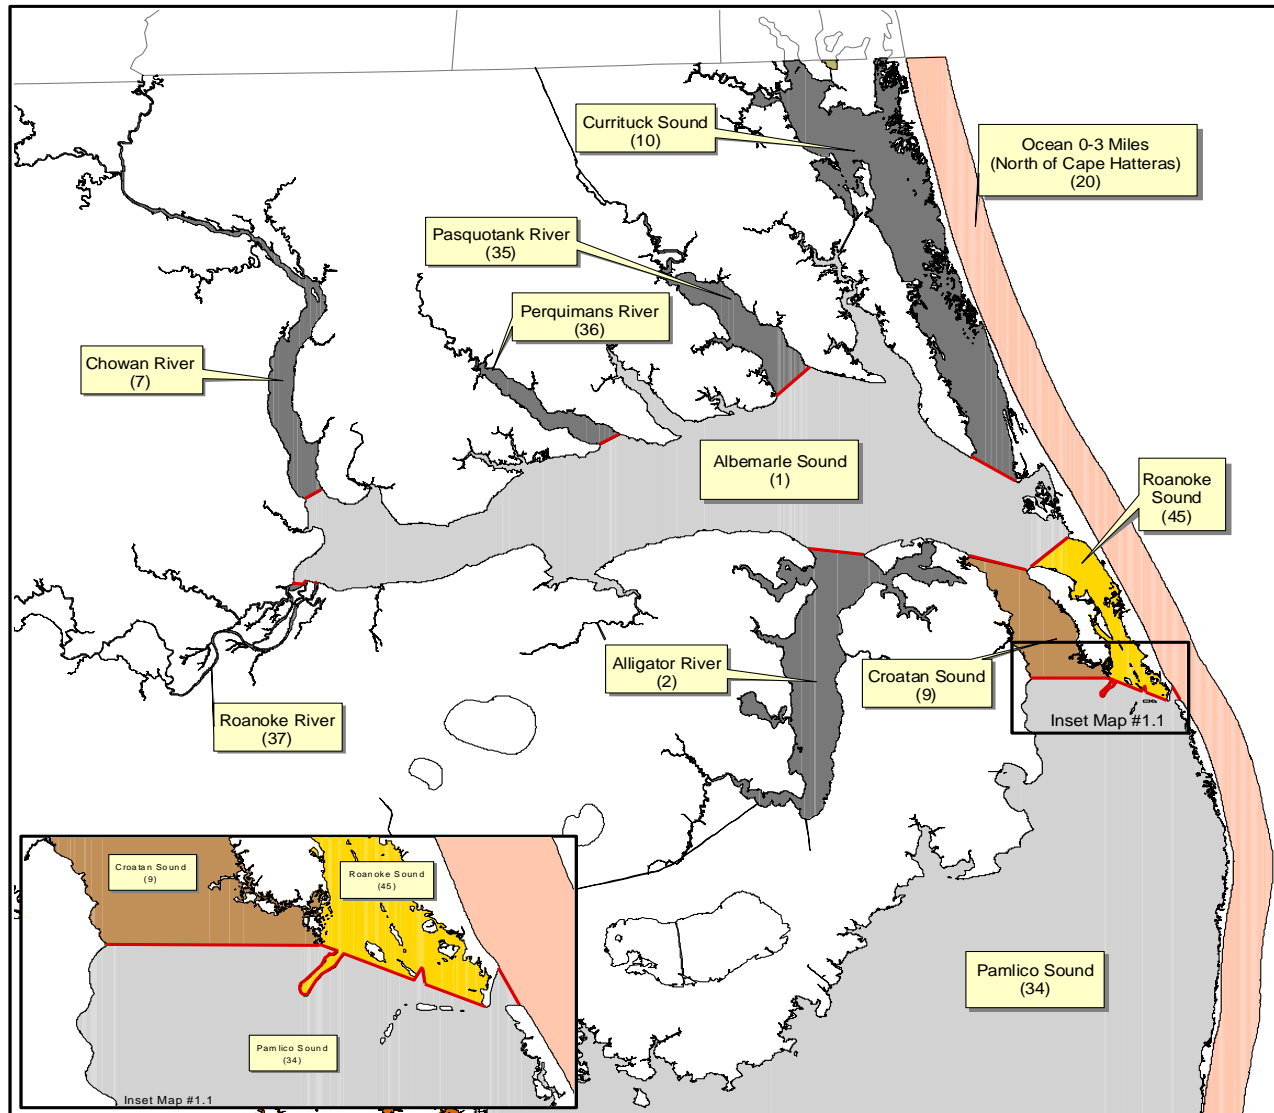 Currituck Sound
(10)
Ocean 0-3 Miles
(North of Cape Hatteras)
(20)
Pasquotank River
(35)
Perquimans River
(36)
Chowan River
(7)
Albemarle Sound
(1)
Roanoke
Sound
(45)
Alligator River
(2)
Croatan Sound
(9)
Roanoke River
(37)
Inset Map #1.1
Croatan Sound
(9)
Roanoke Sound
(45)
Pamlico Sound
(34)
Pamlico Sound
(34)
Inset Map #1.1